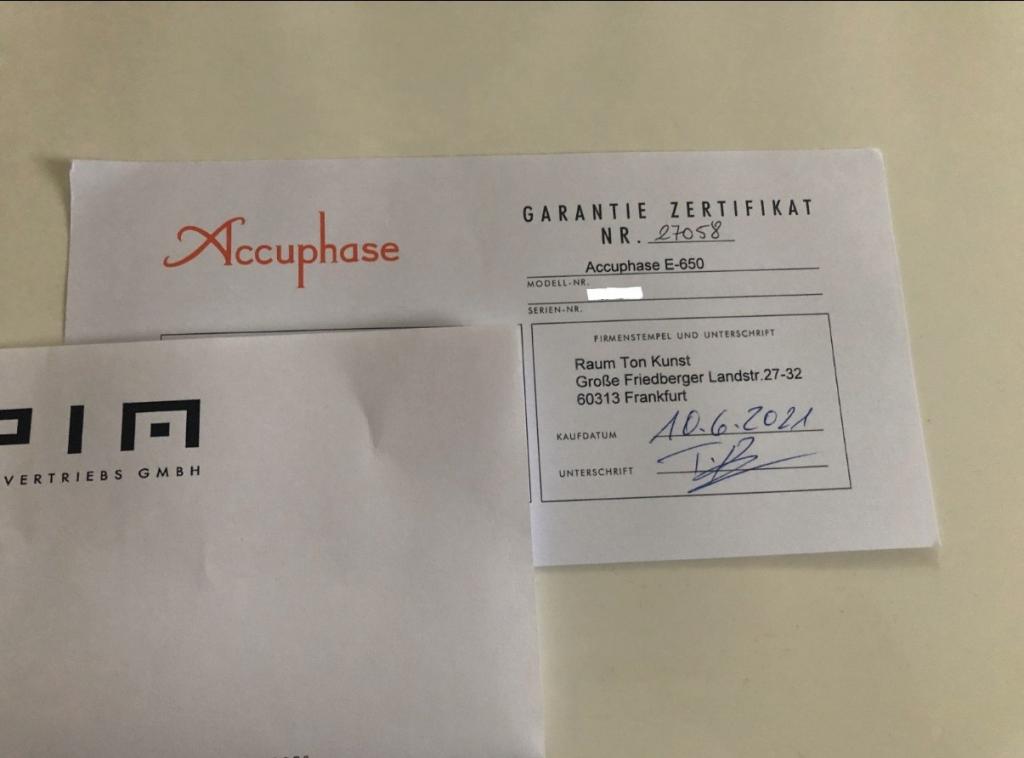 Accuphase
GARANTIE ZERTIFIKAT
NR. 27058
Accuphase E-650
MODELL-NR.
SERIEN-NR.
FIRMENSTEMPEL UND UNTERSCHRIFT
Raum Ton Kunst
Große Friedberger Landstr.27-32
60313 Frankfurt
KAUFDATUM 10.6.2021
UNTERSCHRIFT
PIA
VERTRIEBS GMBH